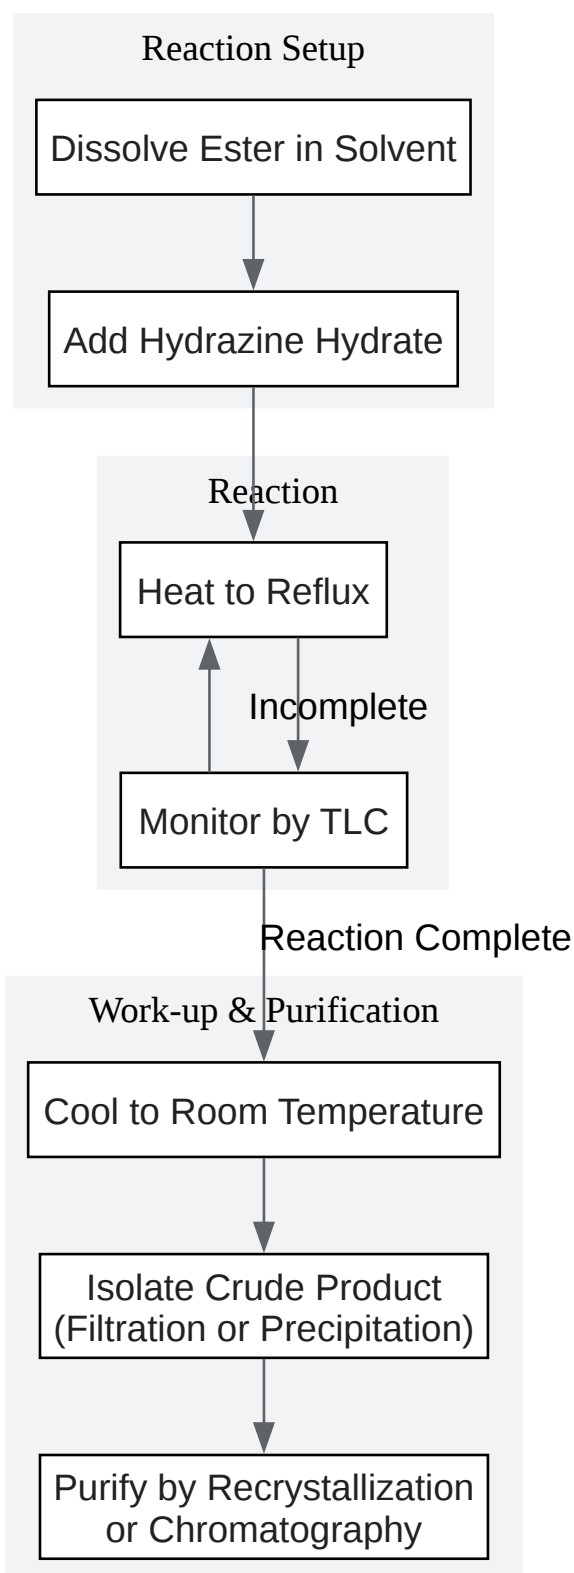 Reaction Setup
Dissolve Ester in Solvent
Add Hydrazine Hydrate
Reaction
Heat to Reflux
Incomplete
Monitor by TLC
Reaction Complete
Work-up & Purification
Cool to Room Temperature
Isolate Crude Product
(Filtration or Precipitation)
Purify by Recrystallization
or Chromatography